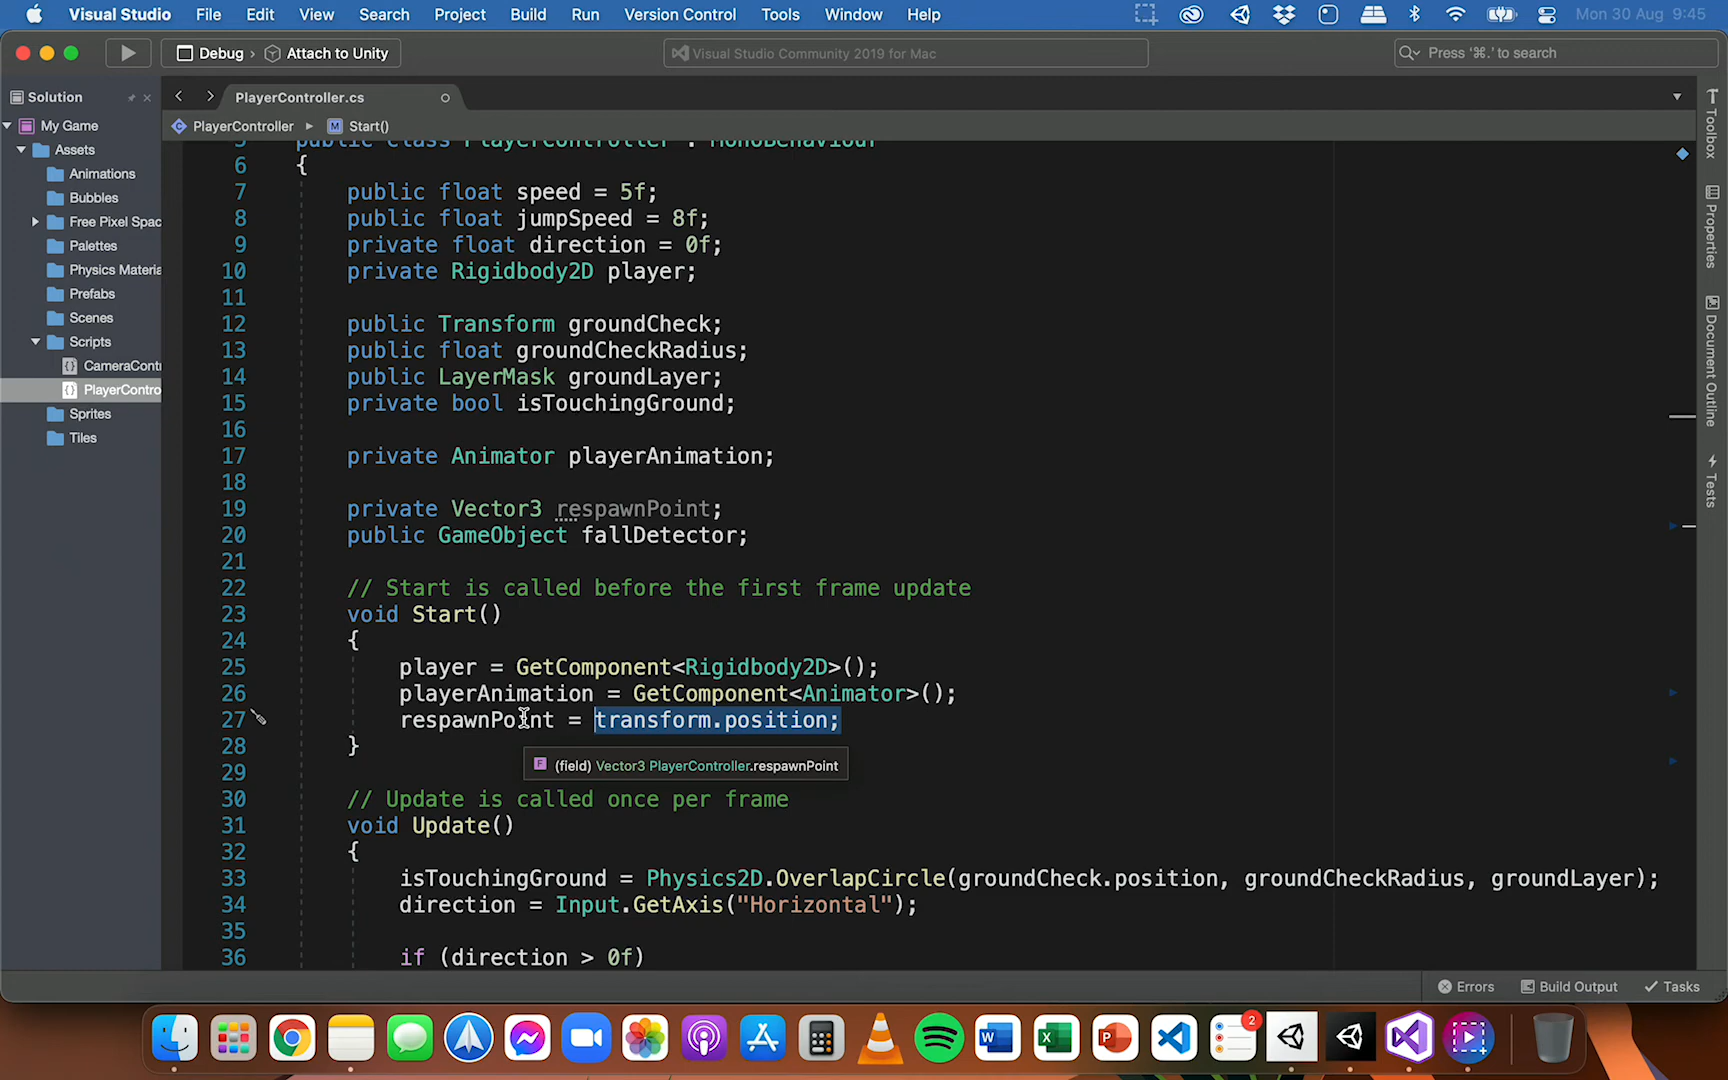 Visual Studio File Edit View Search Project Build Run Version Control Tools Window Help Mon 30 Aug 9:45
Debug › Attach to Unity Visual Studio Community 2019 for Mac Press ‘⌘.’ to search
Solution
PlayerController.cs
PlayerController ▸ M Start()
My Game
Assets
Animations
Bubbles
Free Pixel Spac
Palettes
Physics Materia
Prefabs
Scenes
Scripts
CameraCont
PlayerContro
Sprites
Tiles
5 public class PlayerController : MonoBehaviour
6 {
7 public float speed = 5f;
8 public float jumpSpeed = 8f;
9 private float direction = 0f;
10 private Rigidbody2D player;
11
12 public Transform groundCheck;
13 public float groundCheckRadius;
14 public LayerMask groundLayer;
15 private bool isTouchingGround;
16
17 private Animator playerAnimation;
18
19 private Vector3 respawnPoint;
20 public GameObject fallDetector;
21
22 // Start is called before the first frame update
23 void Start()
24 {
25 player = GetComponent<Rigidbody2D>();
26 playerAnimation = GetComponent<Animator>();
27 respawnPoint = transform.position;
28 }
F (field) Vector3 PlayerController.respawnPoint
29
30 // Update is called once per frame
31 void Update()
32 {
33 isTouchingGround = Physics2D.OverlapCircle(groundCheck.position, groundCheckRadius, groundLayer);
34 direction = Input.GetAxis("Horizontal");
35
36 if (direction > 0f)
Toolbox
Properties
Document Outline
Tests
Errors Build Output Tasks
2